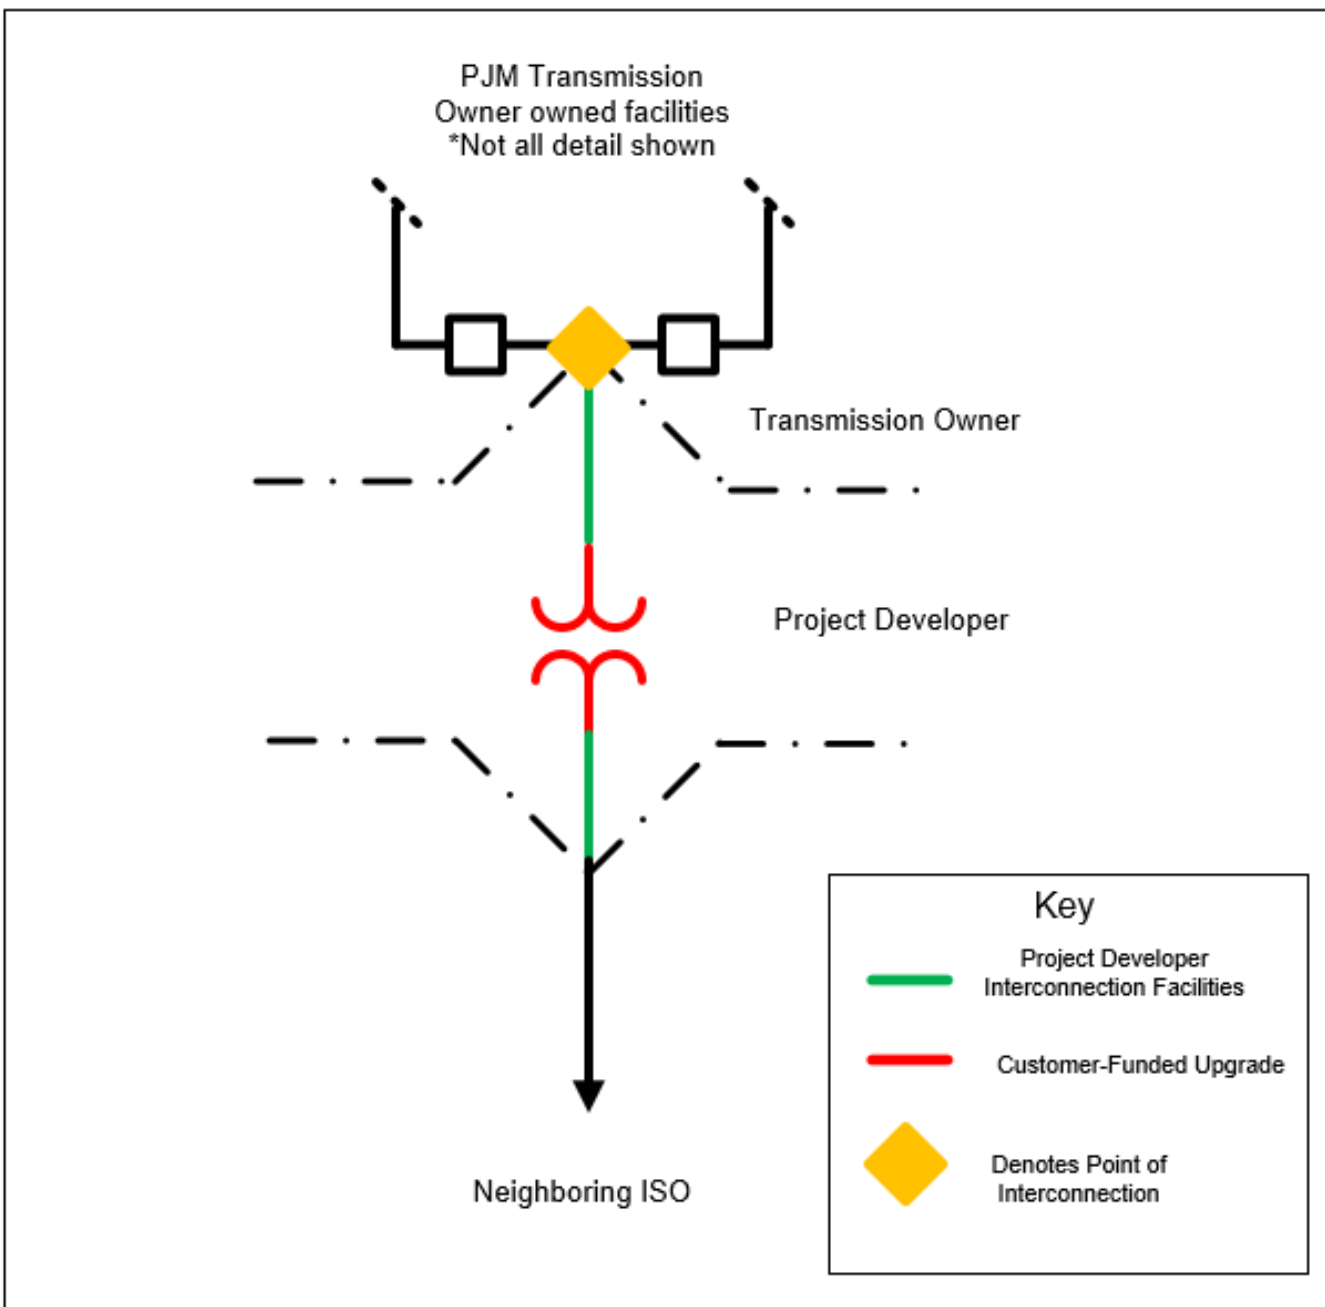 PJM Transmission
Owner owned facilities
*Not all detail shown
Transmission Owner
Project Developer
Neighboring ISO
Key
Project Developer
Interconnection Facilities
Customer-Funded Upgrade
Denotes Point of
Interconnection